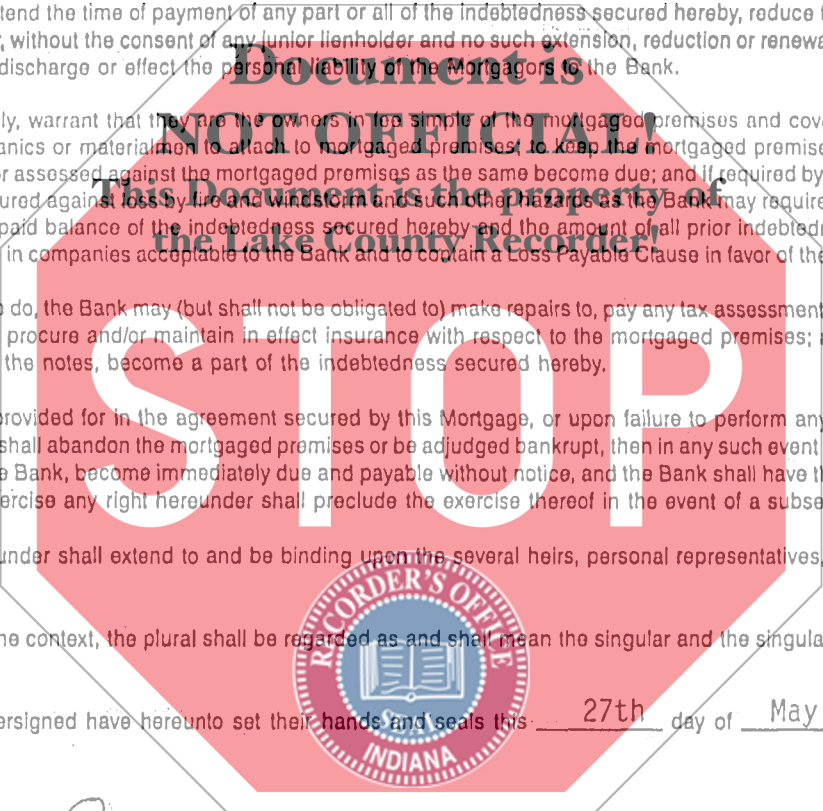 tend the time of payment of any part or all of the indebtedness secured hereby, reduce
, without the consent of any junior lienholder and no such extension, reduction or renewa
discharge or effect the personal liability of the Mortgagors to the Bank.
Document is
ly, warrant that they are the owners in fee simple of the mortgaged premises and cov
NOT OFFICIAL!
anics or materialmen to attach to mortgaged premises; to keep the mortgaged premise
or assessed against the mortgaged premises as the same become due; and if required by
This Document is the property of
ured against loss by fire and windstorm and such other hazards as the Bank may require
paid balance of the indebtedness secured hereby and the amount of all prior indebtedn
the Lake County Recorder!
in companies acceptable to the Bank and to contain a Loss Payable Clause in favor of the
do, the Bank may (but shall not be obligated to) make repairs to, pay any tax assessment
procure and/or maintain in effect insurance with respect to the mortgaged premises;
the notes, become a part of the indebtedness secured hereby.
STOP
provided for in the agreement secured by this Mortgage, or upon failure to perform any
shall abandon the mortgaged premises or be adjudged bankrupt, then in any such event
e Bank, become immediately due and payable without notice, and the Bank shall have t
ercise any right hereunder shall preclude the exercise thereof in the event of a subse
under shall extend to and be binding upon the several heirs, personal representatives,
RECORDER'S OFFICE
he context, the plural shall be regarded as and shall mean the singular and the singula
SEAL
ersigned have hereunto set their hands and seals this 27th day of May
INDIANA